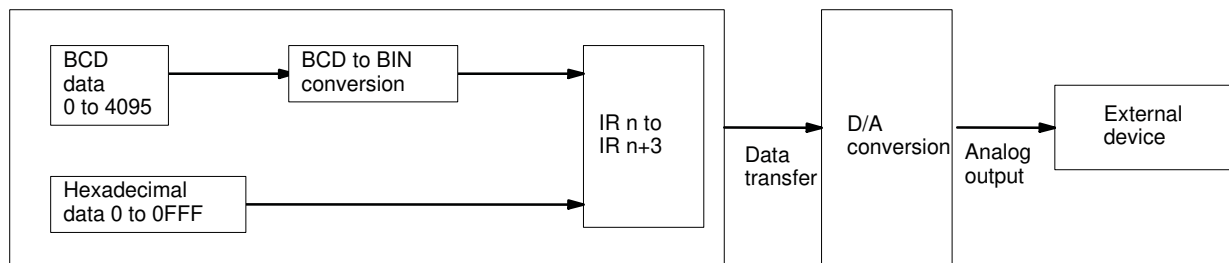 BCD
data
0 to 4095
BCD to BIN
conversion
Hexadecimal
data 0 to 0FFF
IR n to
IR n+3
Data
transfer
D/A
conversion
Analog
output
External
device